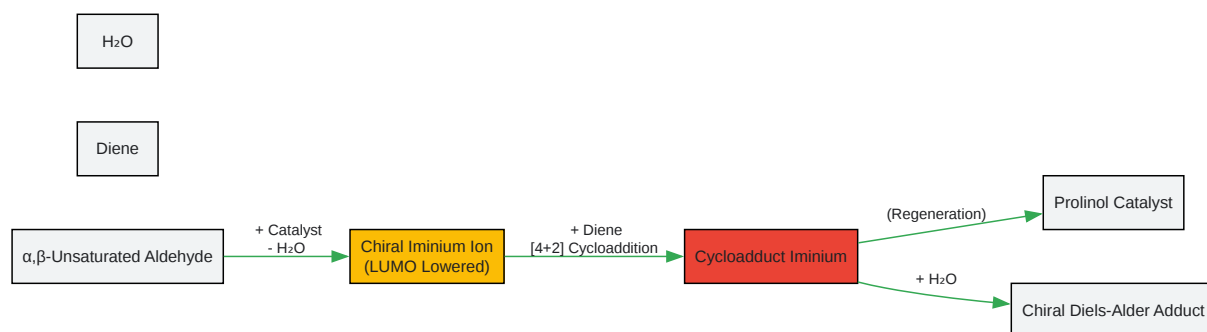 H₂O
Diene
α,β-Unsaturated Aldehyde
+ Catalyst
- H₂O
Chiral Iminium Ion
(LUMO Lowered)
+ Diene
[4+2] Cycloaddition
Cycloadduct Iminium
(Regeneration)
Prolinol Catalyst
+ H₂O
Chiral Diels-Alder Adduct